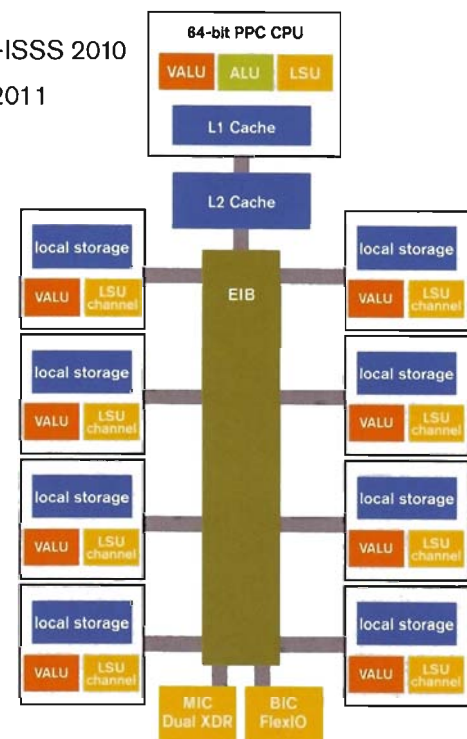 -ISSS 2010
2011
64-bit PPC CPU
VALU ALU LSU
L1 Cache
L2 Cache
EIB
local storage
VALU LSU channel
local storage
VALU LSU channel
local storage
VALU LSU channel
local storage
VALU LSU channel
local storage
VALU LSU channel
local storage
VALU LSU channel
local storage
VALU LSU channel
local storage
VALU LSU channel
MIC
Dual XDR
BIC
FlexIO